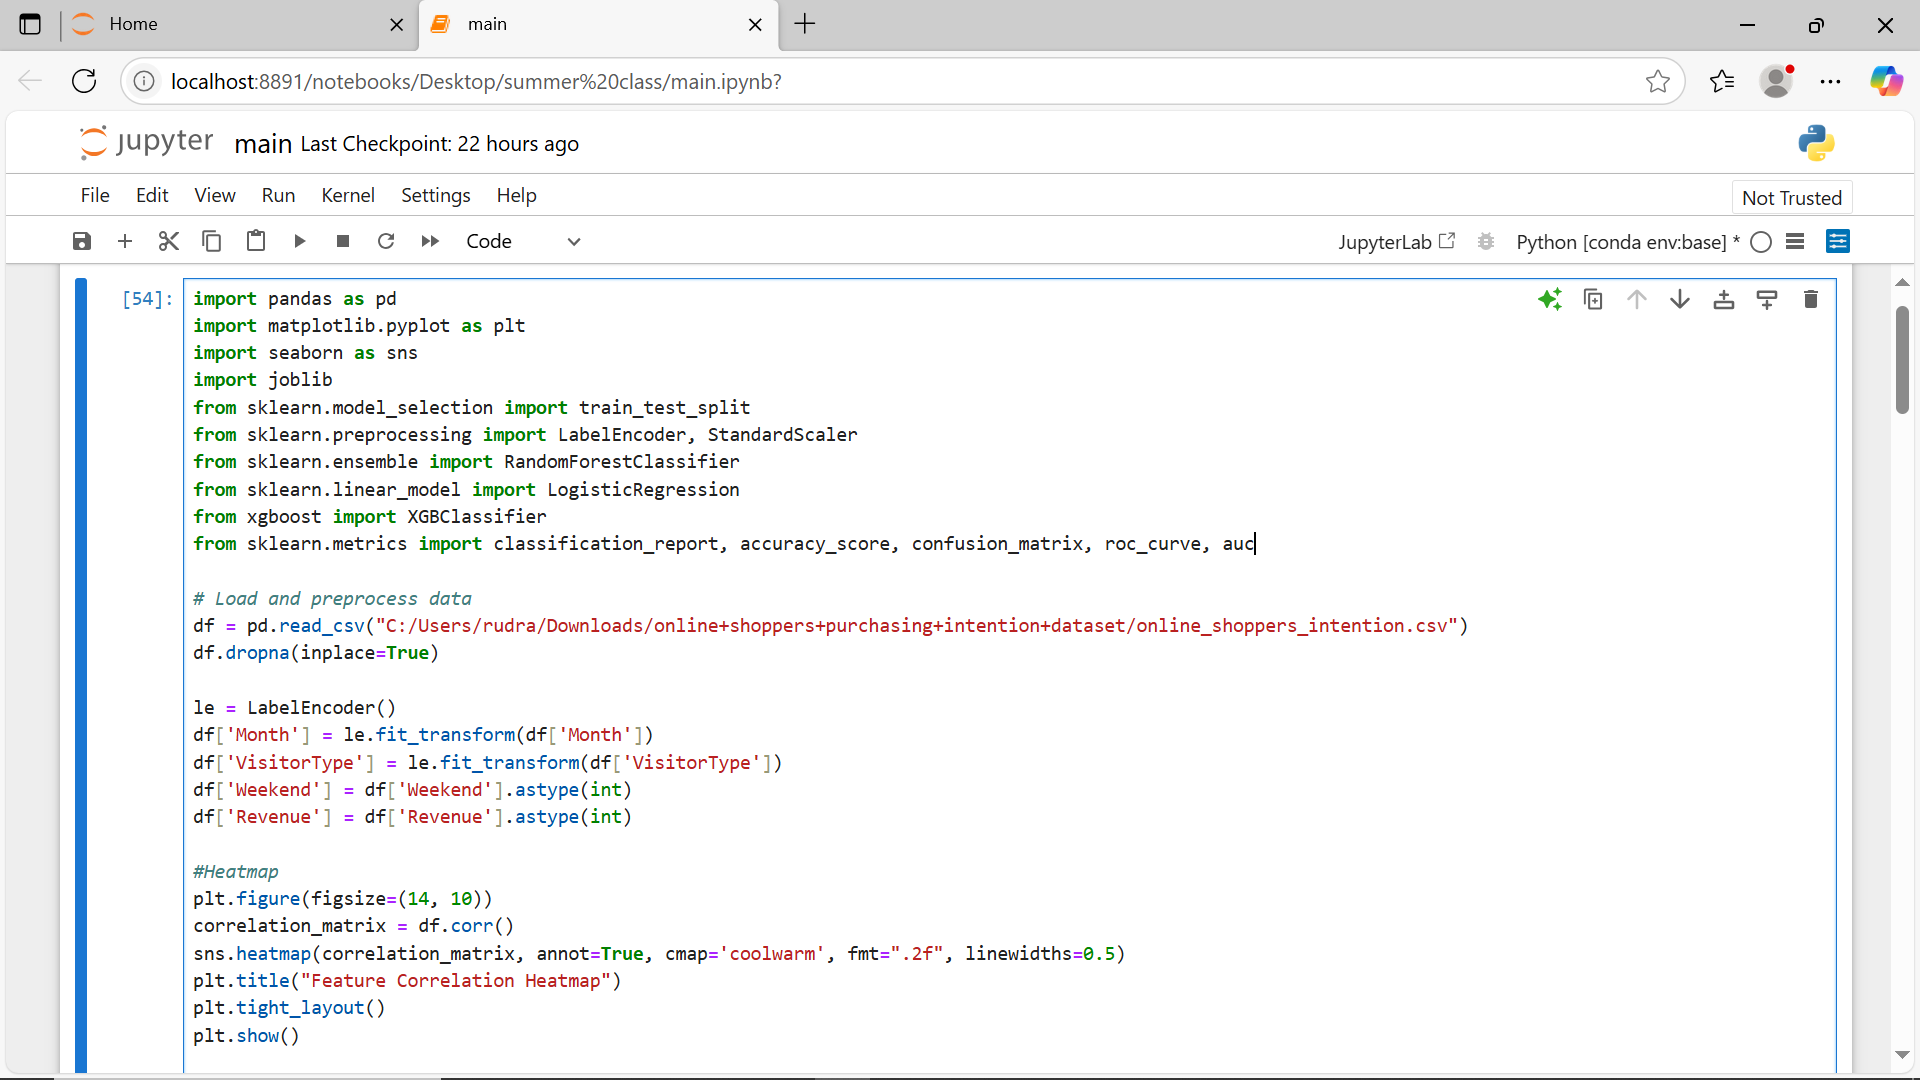 Home
main
localhost:8891/notebooks/Desktop/summer%20class/main.ipynb?
jupyter main Last Checkpoint: 22 hours ago
File Edit View Run Kernel Settings Help
Not Trusted
Code
JupyterLab
Python [conda env:base] *
[54]:
import pandas as pd
import matplotlib.pyplot as plt
import seaborn as sns
import joblib
from sklearn.model_selection import train_test_split
from sklearn.preprocessing import LabelEncoder, StandardScaler
from sklearn.ensemble import RandomForestClassifier
from sklearn.linear_model import LogisticRegression
from xgboost import XGBClassifier
from sklearn.metrics import classification_report, accuracy_score, confusion_matrix, roc_curve, auc
# Load and preprocess data
df = pd.read_csv("C:/Users/rudra/Downloads/online+shoppers+purchasing+intention+dataset/online_shoppers_intention.csv")
df.dropna(inplace=True)
le = LabelEncoder()
df['Month'] = le.fit_transform(df['Month'])
df['VisitorType'] = le.fit_transform(df['VisitorType'])
df['Weekend'] = df['Weekend'].astype(int)
df['Revenue'] = df['Revenue'].astype(int)
#Heatmap
plt.figure(figsize=(14, 10))
correlation_matrix = df.corr()
sns.heatmap(correlation_matrix, annot=True, cmap='coolwarm', fmt=".2f", linewidths=0.5)
plt.title("Feature Correlation Heatmap")
plt.tight_layout()
plt.show()